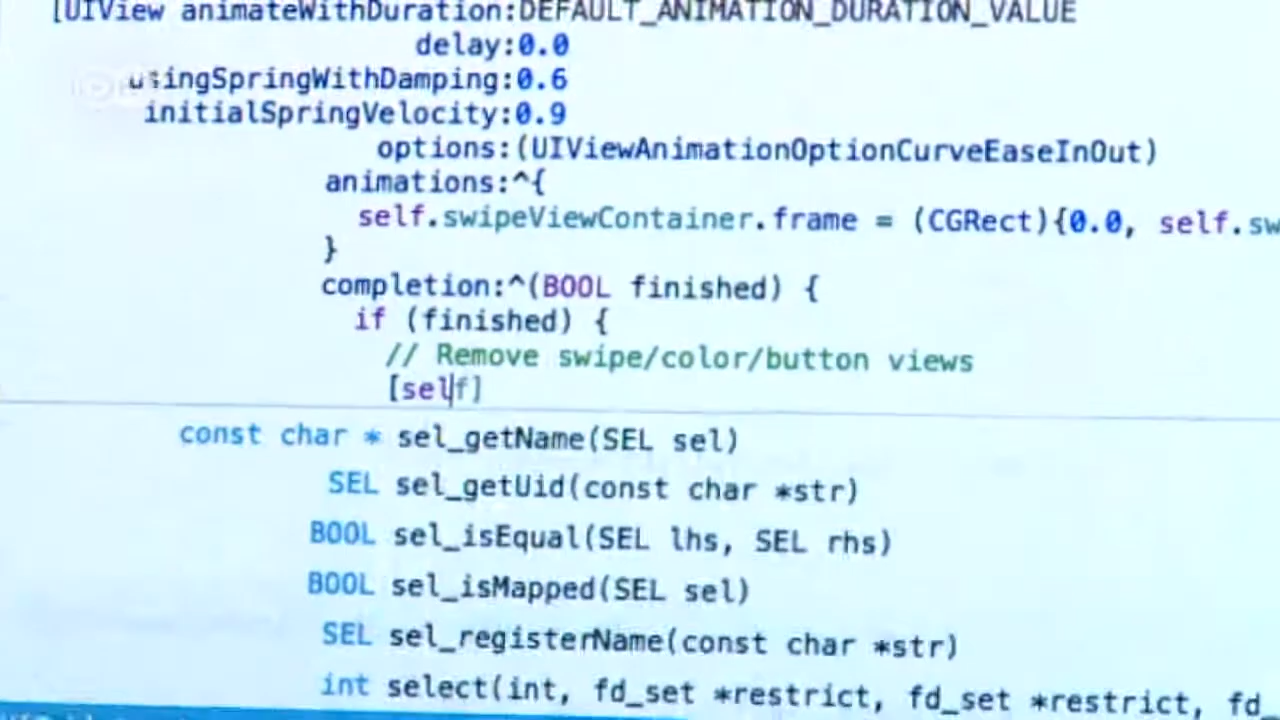 [UIView animateWithDuration:DEFAULT_ANIMATION_DURATION_VALUE
delay:0.0
usingSpringWithDamping:0.6
initialSpringVelocity:0.9
options:(UIViewAnimationOptionCurveEaseInOut)
animations:^{
self.swipeViewContainer.frame = (CGRect){0.0, self.sw
}
completion:^(BOOL finished) {
if (finished) {
// Remove swipe/color/button views
[self]
const char * sel_getName(SEL sel)
SEL sel_getUid(const char *str)
BOOL sel_isEqual(SEL lhs, SEL rhs)
BOOL sel_isMapped(SEL sel)
SEL sel_registerName(const char *str)
int select(int, fd_set *restrict, fd_set *restrict, fd_